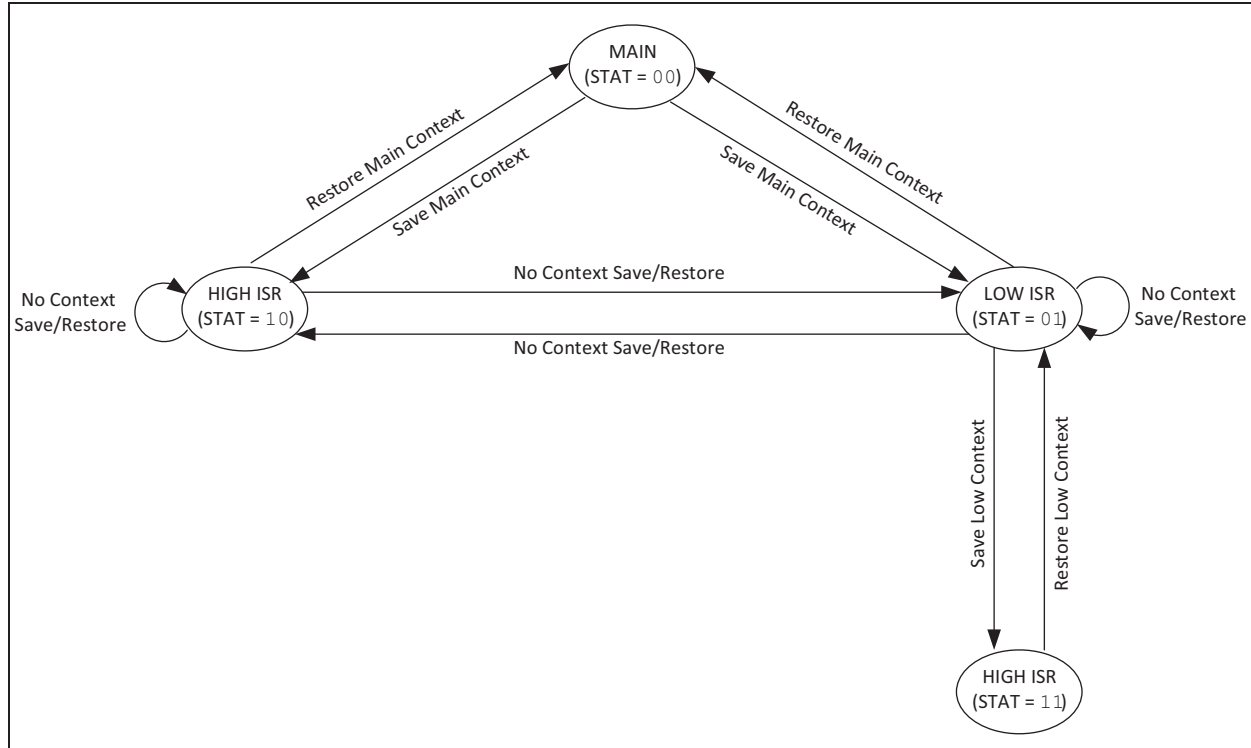 MAIN
(STAT = 00)
Restore Main Context
Save Main Context
Save Main Context
Restore Main Context
No Context
Save/Restore
HIGH ISR
(STAT = 10)
No Context Save/Restore
No Context Save/Restore
LOW ISR
(STAT = 01)
No Context
Save/Restore
Save Low Context
Restore Low Context
HIGH ISR
(STAT = 11)